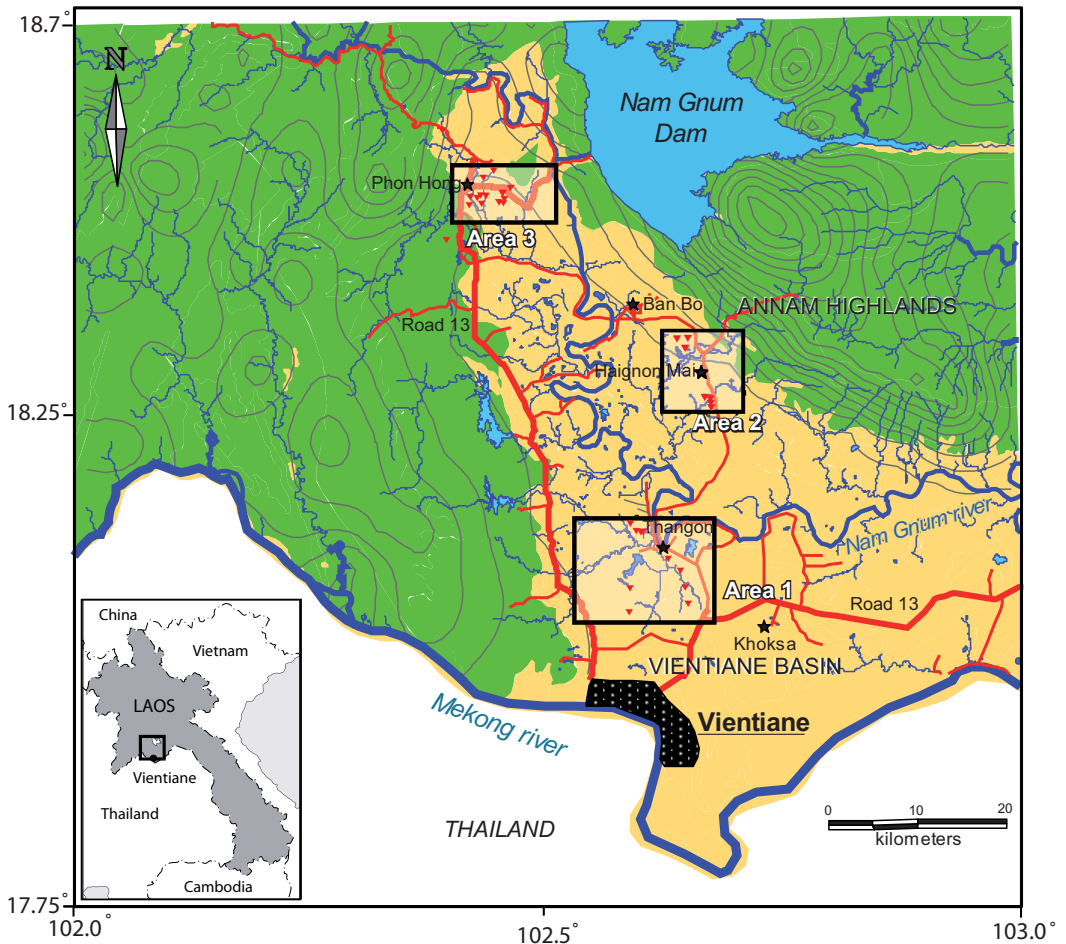 18.7°
N
Nam Gnum
Dam
Phon Hong
Area 3
Ban Bo
ANNAM HIGHLANDS
Road 13
Haignon Mai
18.25°
Area 2
Thangon
Nam Gnum river
Area 1
Road 13
Khoksa
VIENTIANE BASIN
Mekong river
Vientiane
THAILAND
0 10 20
kilometers
China
Vietnam
LAOS
Vientiane
Thailand
Cambodia
17.75°
102.0°
102.5°
103.0°